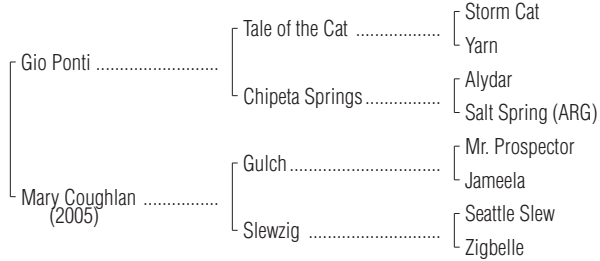 Gio Ponti ..............................
Tale of the Cat ....................
Storm Cat
Yarn
Chipeta Springs..................
Alydar
Salt Spring (ARG)
Mary Coughlan ..................
(2005)
Gulch....................................
Mr. Prospector
Jameela
Slewzig ...............................
Seattle Slew
Zigbelle